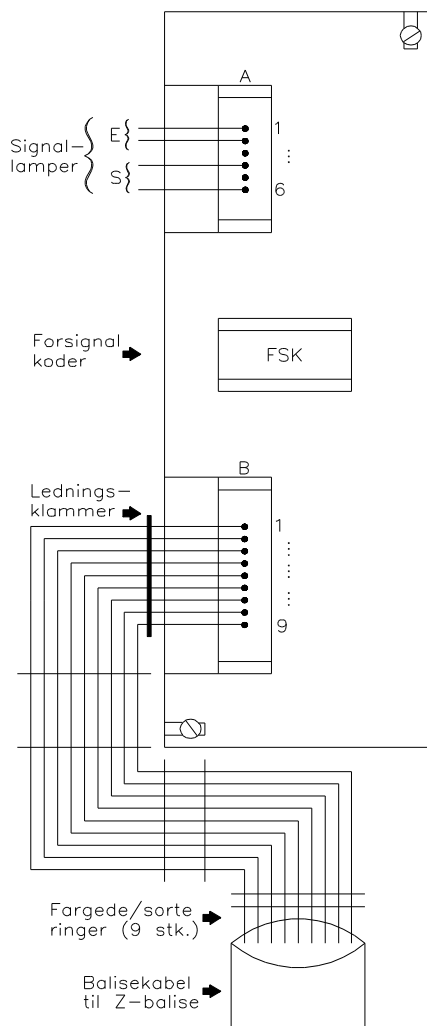 A
Signal-
lamper
E
S
1
...
6
Forsignal
koder
FSK
B
Lednings-
klammer
1
...
...
...
9
Fargede/sorte
ringer (9 stk.)
Balisekabel
til Z-balise